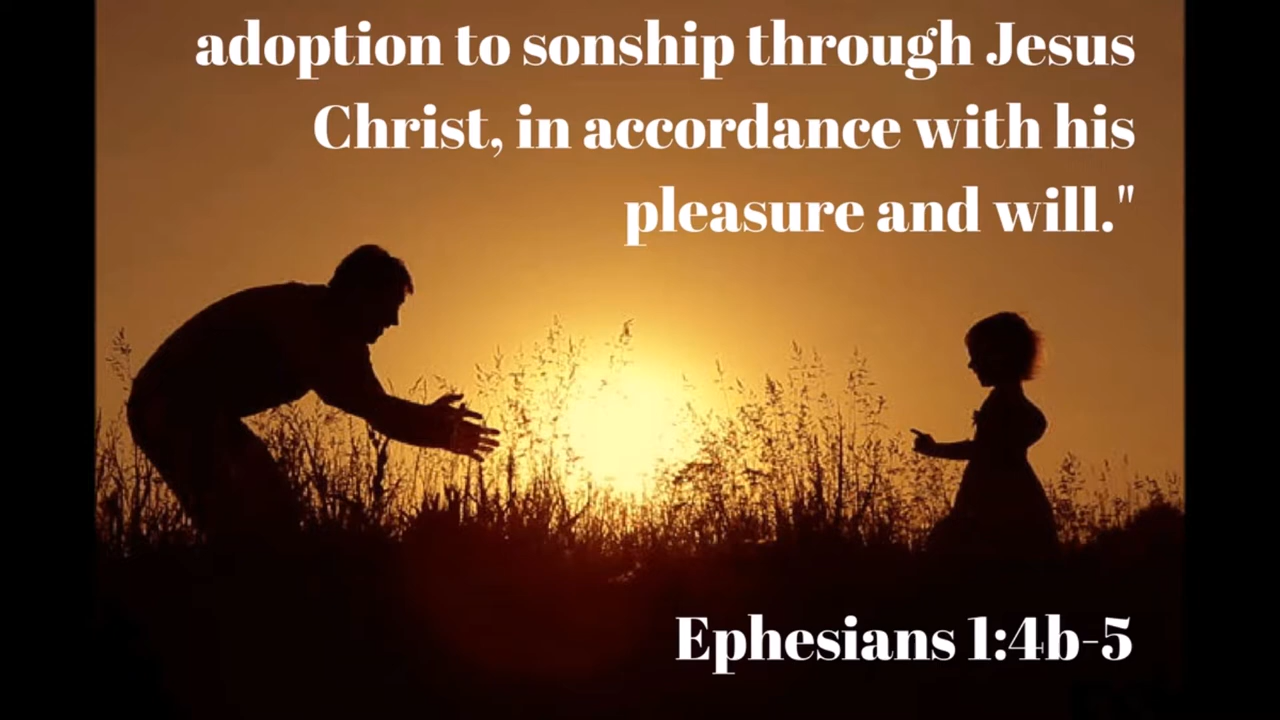 adoption to sonship through Jesus
Christ, in accordance with his
pleasure and will."
Ephesians 1:4b-5